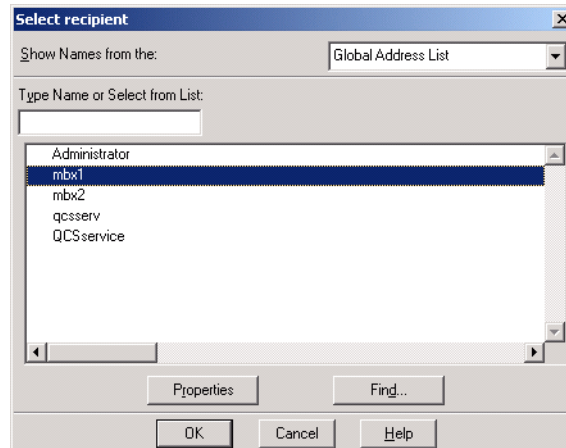 Select recipient
Show Names from the: Global Address List
Type Name or Select from List:
Administrator
mbx1
mbx2
qcsserv
QCSservice
Properties Find...
OK Cancel Help